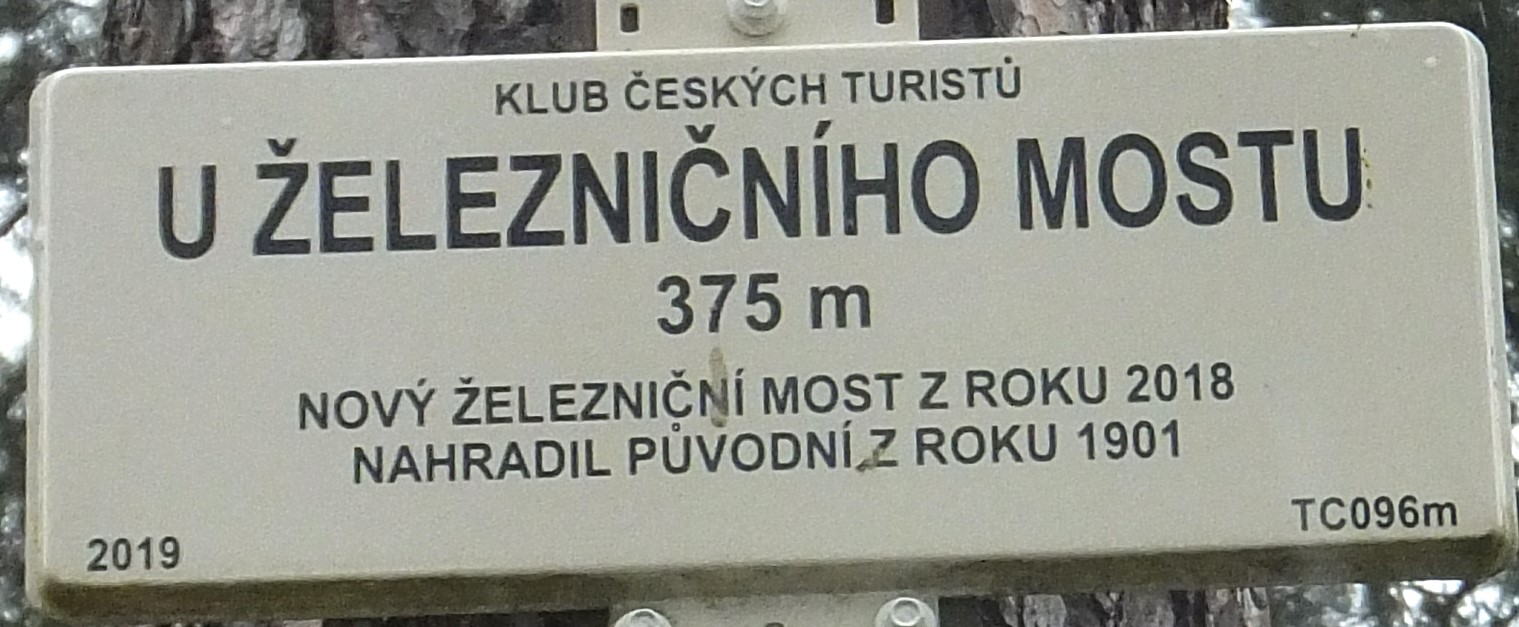 KLUB ČESKÝCH TURISTŮ
U ŽELEZNIČNÍHO MOSTU
375 m
NOVÝ ŽELEZNIČNÍ MOST Z ROKU 2018
NAHRADIL PŮVODNÍ Z ROKU 1901
2019
TC096m